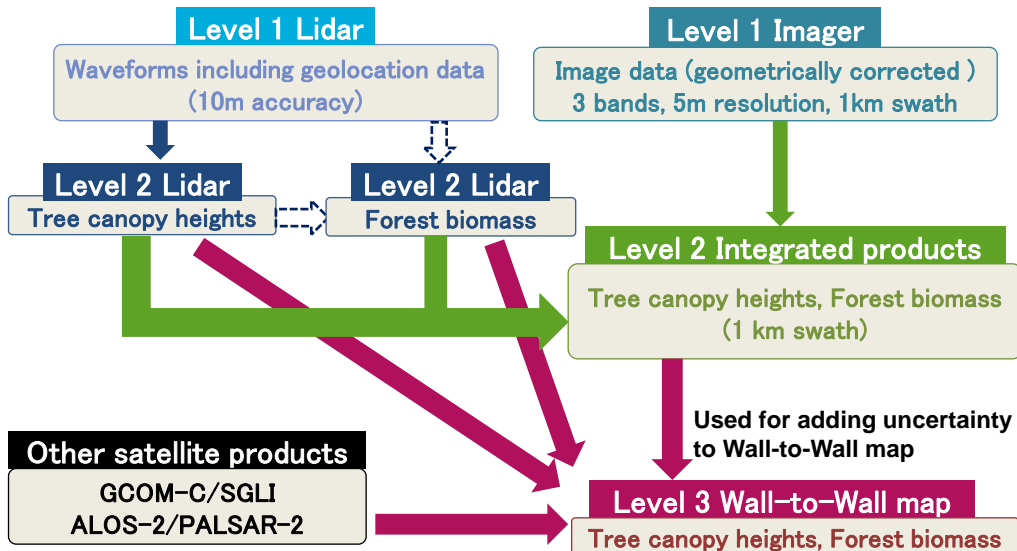 Level 1 Lidar
Waveforms including geolocation data
(10m accuracy)
Level 1 Imager
Image data (geometrically corrected )
3 bands, 5m resolution, 1km swath
Level 2 Lidar
Tree canopy heights
Level 2 Lidar
Forest biomass
Level 2 Integrated products
Tree canopy heights, Forest biomass
(1 km swath)
Used for adding uncertainty
to Wall-to-Wall map
Other satellite products
GCOM-C/SGLI
ALOS-2/PALSAR-2
Level 3 Wall-to-Wall map
Tree canopy heights, Forest biomass